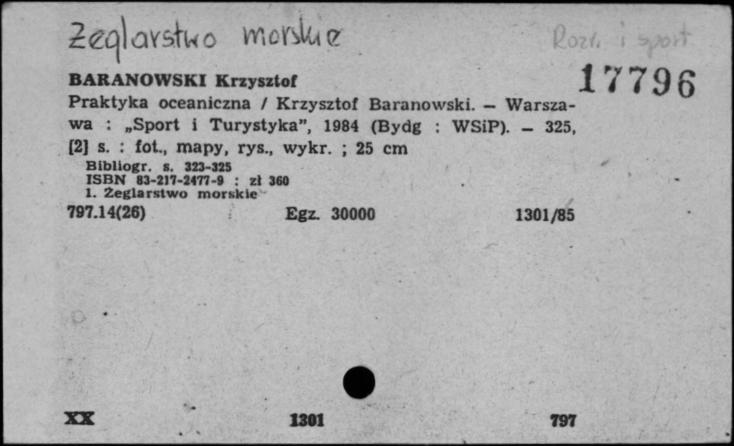 Żeglarstwo morskie
Rozr. i sport
17796
BARANOWSKI Krzysztof
Praktyka oceaniczna / Krzysztof Baranowski. — Warsza-
wa : „Sport i Turystyka”, 1984 (Bydg : WSiP). — 325,
[2] s. : fot., mapy, rys., wykr. ; 25 cm
Bibliogr. s. 323-325
ISBN 83-217-2477-9 : zł 360
1. Żeglarstwo morskie
797.14(26) Egz. 30000 1301/85
XX 1301 797